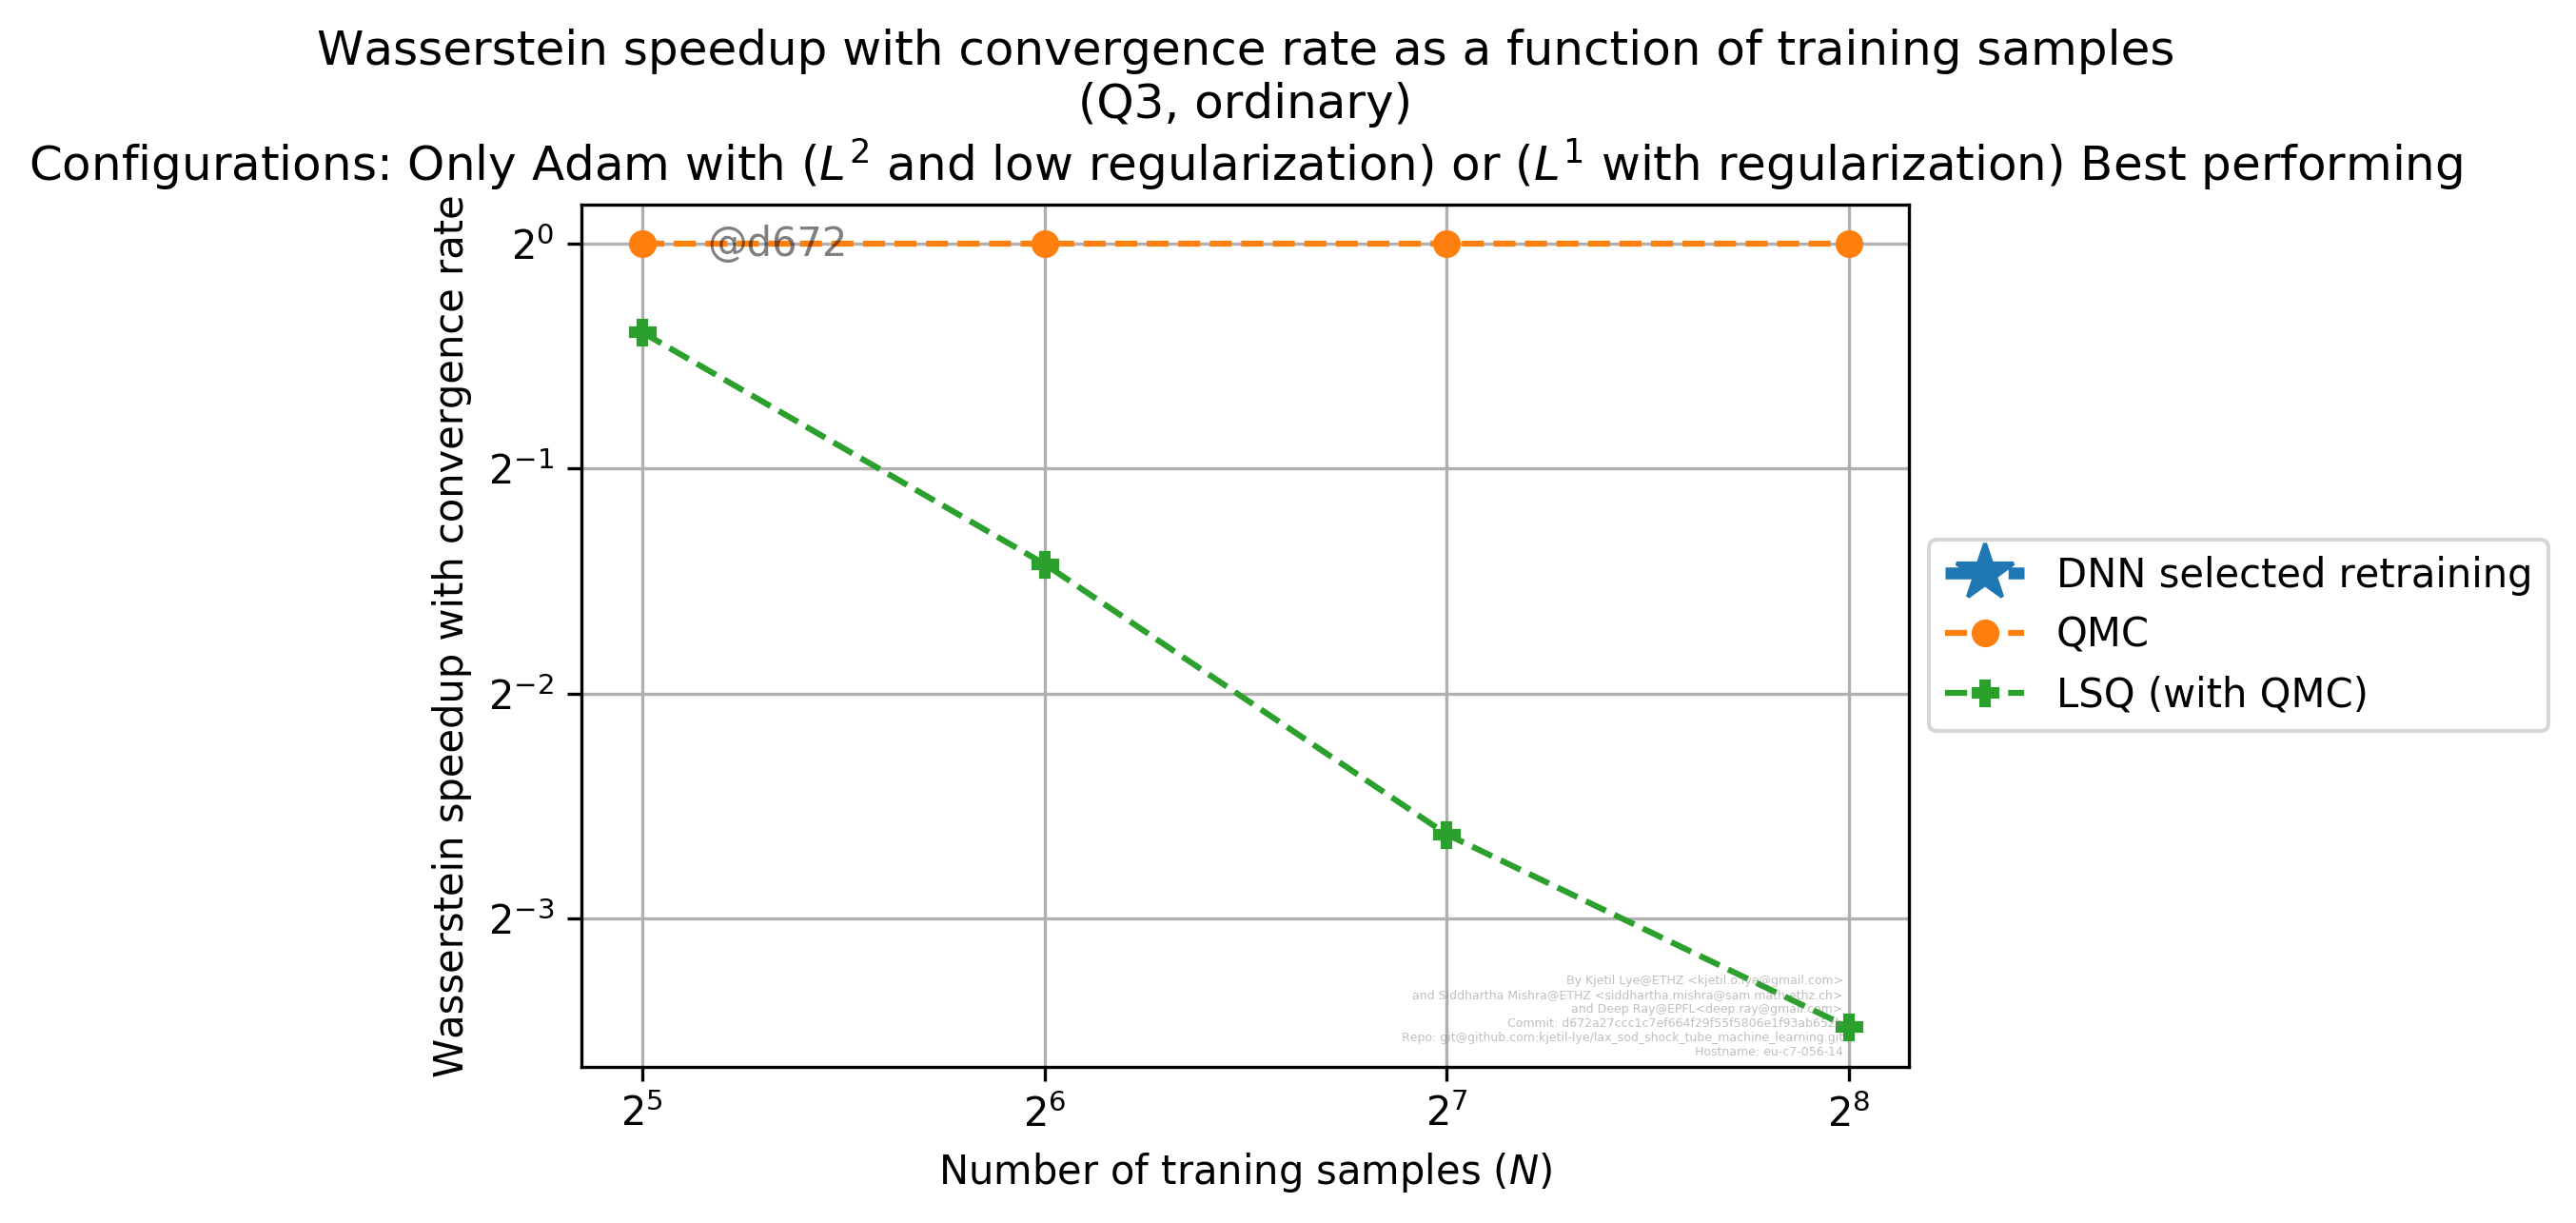 Wasserstein speedup with convergence rate as a function of training samples
(Q3, ordinary)
Configurations: Only Adam with (L² and low regularization) or (L¹ with regularization) Best performing
Wasserstein speedup with convergence rate
2⁰
2⁻¹
2⁻²
2⁻³
@d672
DNN selected retraining
QMC
LSQ (with QMC)
By Kjetil Lye@ETHZ <kjetil.o.lye@gmail.com>
and Siddhartha Mishra@ETHZ <siddhartha.mishra@sam.math.ethz.ch>
and Deep Ray@EPFL<deep.ray@gmail.com>
Commit:
Repo: git@github.com:kjetil-lye/lax_sod_shock_tube_machine_learning.git
Hostname: eu-c7-056-14
2⁵ 2⁶ 2⁷ 2⁸
Number of traning samples (N)